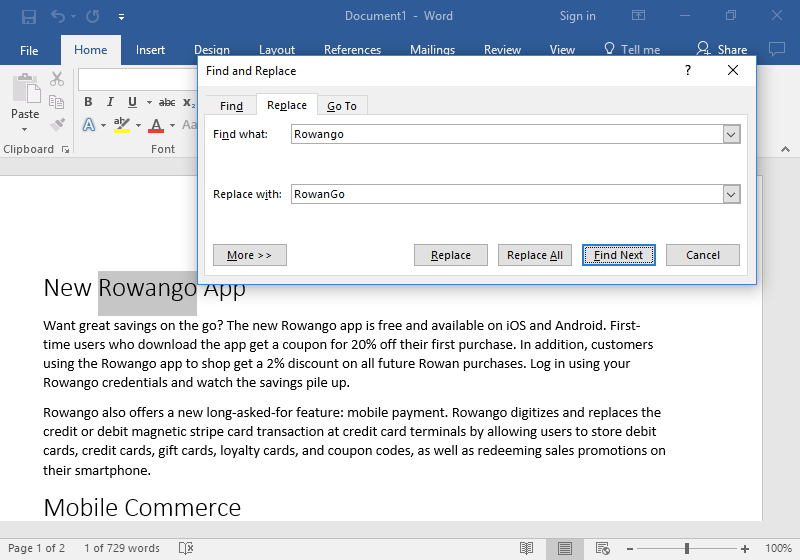 Document1 - Word
Sign in
File
Home
Insert
Design
Layout
References
Mailings
Review
View
Tell me
Share
Find and Replace
?
Paste
Clipboard
B I U abc x₂
A ab A Aa
Font
Find
Replace
Go To
Find what:
Rowango
Replace with:
RowanGo
More >>
Replace
Replace All
Find Next
Cancel
New Rowango App
Want great savings on the go? The new Rowango app is free and available on iOS and Android. First-
time users who download the app get a coupon for 20% off their first purchase. In addition, customers
using the Rowango app to shop get a 2% discount on all future Rowan purchases. Log in using your
Rowango credentials and watch the savings pile up.
Rowango also offers a new long-asked-for feature: mobile payment. Rowango digitizes and replaces the
credit or debit magnetic stripe card transaction at credit card terminals by allowing users to store debit
cards, credit cards, gift cards, loyalty cards, and coupon codes, as well as redeeming sales promotions on
their smartphone.
Mobile Commerce
Page 1 of 2
1 of 729 words
100%